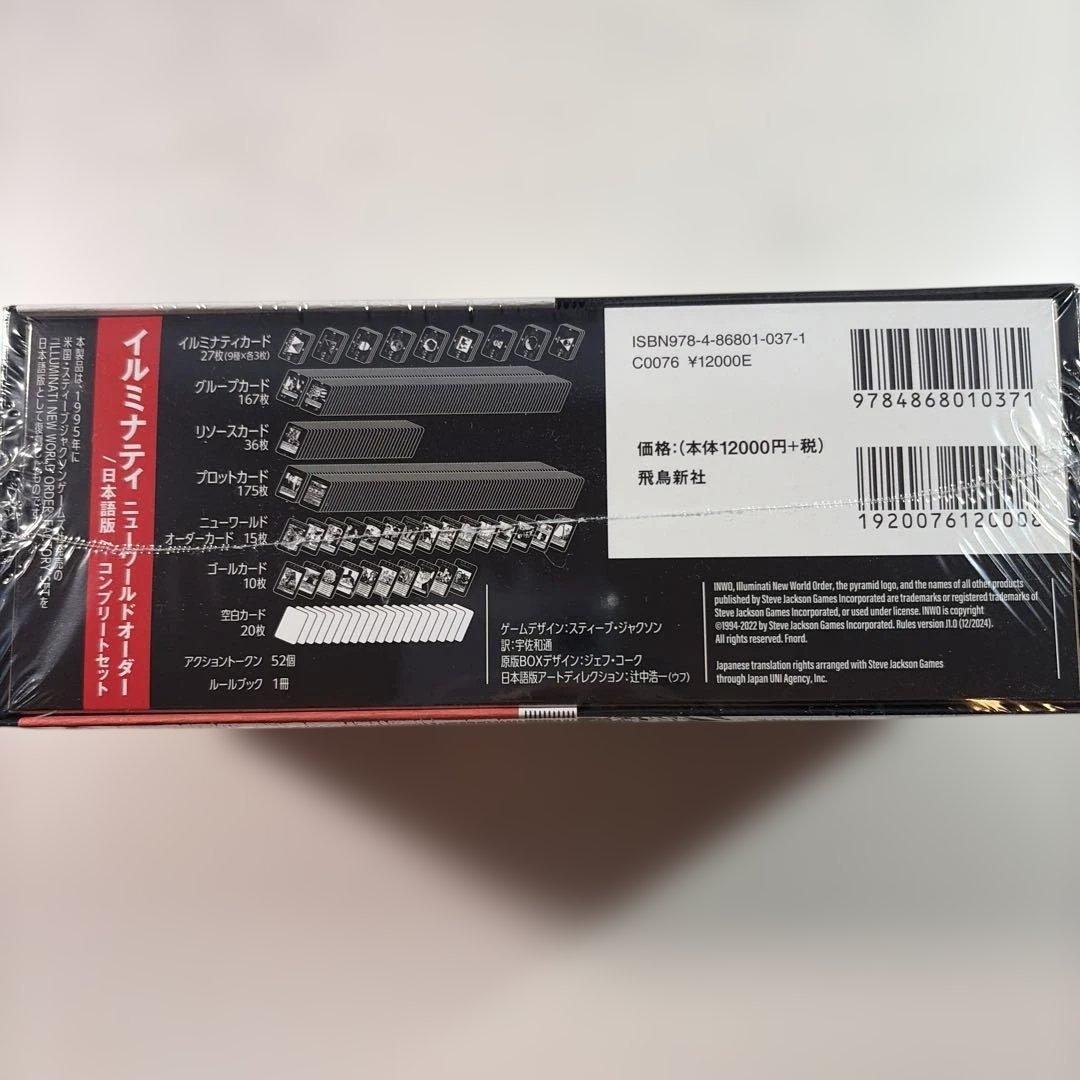 本製品は、1995年に
米国・スティーブジャクソンゲーム
「ILLUMINATI NEW WORLD ORDER
日本語版として
イルミナティ ニューワールドオーダー
/日本語版/ コンプリートセット
イルミナティカード
27枚(9種×各3枚)
グループカード
167枚
リソースカード
36枚
プロットカード
175枚
ニューワールド
オーダーカード 15枚
ゴールカード
10枚
空白カード
20枚
アクショントークン 52個
ルールブック 1冊
ゲームデザイン:スティーブ・ジャクソン
訳:宇佐和通
原版BOXデザイン:ジェフ・コーク
日本語版アートディレクション:辻中浩一(ウフ)
ISBN978-4-86801-037-1
C0076 ¥12000E
価格:(本体12000円+税)
飛鳥新社
9784868010371
1920076120008
INWO, Illuminati New World Order, the pyramid logo, and the names of all other products
published by Steve Jackson Games Incorporated are trademarks or registered trademarks of
Steve Jackson Games Incorporated, or used under license. INWO is copyright
©1994-2022 by Steve Jackson Games Incorporated. Rules version J1.0 (12/2024).
All rights reserved. Fnord.
Japanese translation rights arranged with Steve Jackson Games
through Japan UNI Agency, Inc.